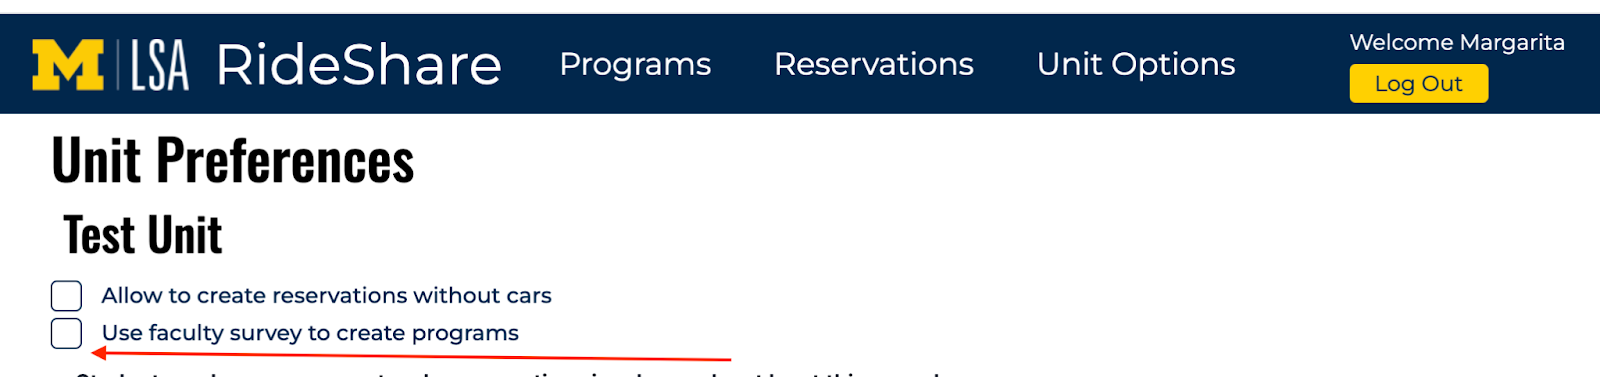 M LSA RideShare Programs Reservations Unit Options Welcome Margarita
Log Out
Unit Preferences
Test Unit
Allow to create reservations without cars
Use faculty survey to create programs